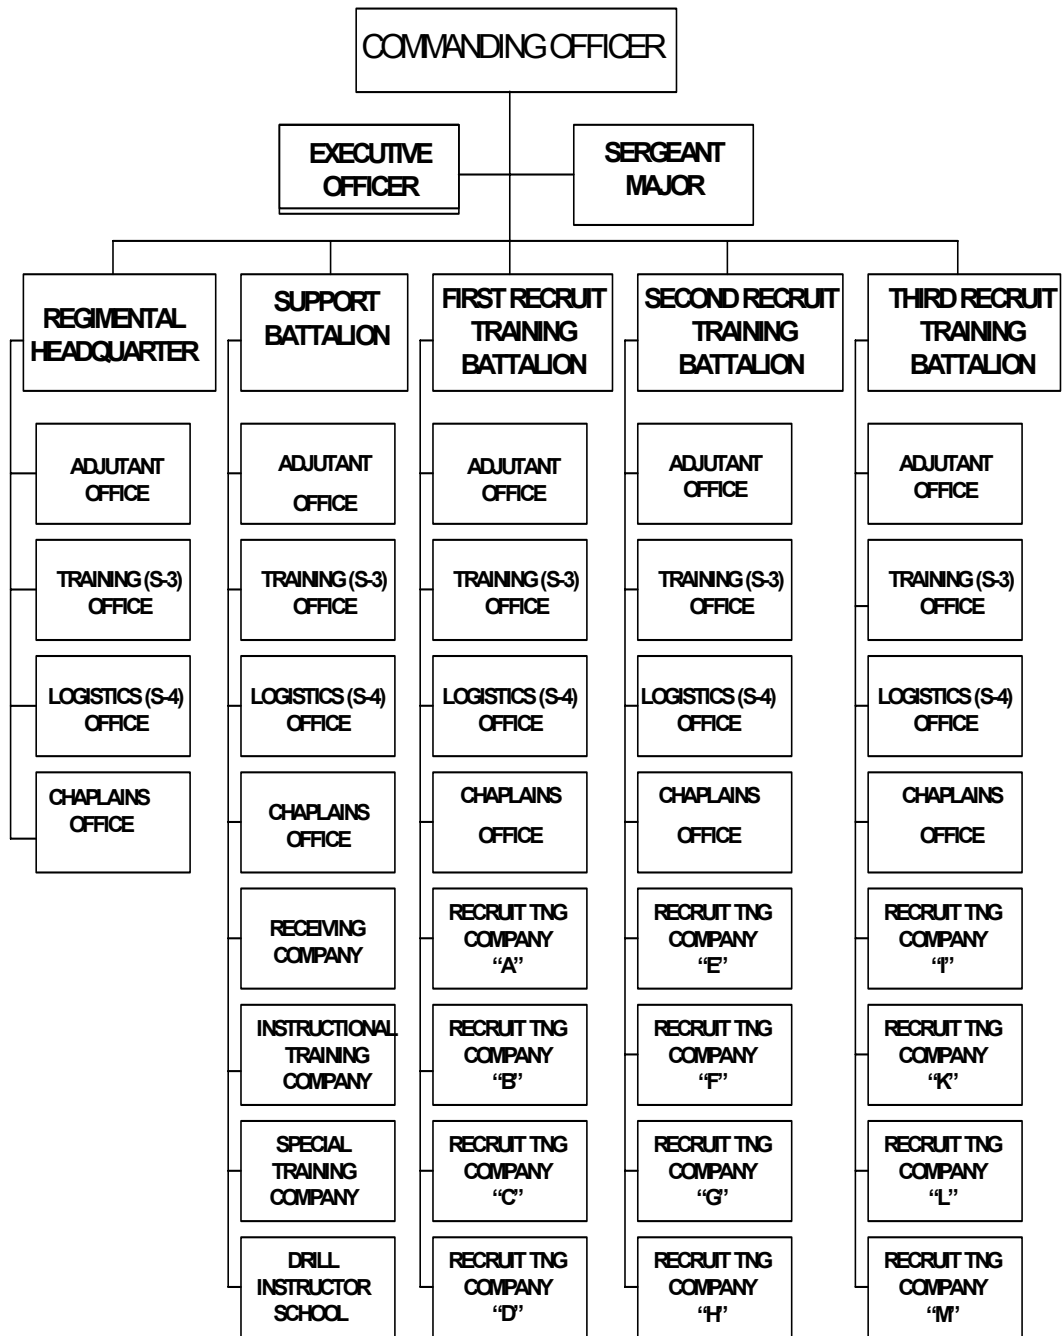 COMMANDING OFFICER
EXECUTIVE
OFFICER
SERGEANT
MAJOR
REGIMENTAL
HEADQUARTER
ADJUTANT
OFFICE
TRAINING (S-3)
OFFICE
LOGISTICS (S-4)
OFFICE
CHAPLAINS
OFFICE
SUPPORT
BATTALION
ADJUTANT
OFFICE
TRAINING (S-3)
OFFICE
LOGISTICS (S-4)
OFFICE
CHAPLAINS
OFFICE
RECEIVING
COMPANY
INSTRUCTIONAL
TRAINING
COMPANY
SPECIAL
TRAINING
COMPANY
DRILL
INSTRUCTOR
SCHOOL
FIRST RECRUIT
TRAINING
BATTALION
ADJUTANT
OFFICE
TRAINING (S-3)
OFFICE
LOGISTICS (S-4)
OFFICE
CHAPLAINS
OFFICE
RECRUIT TNG
COMPANY
“A”
RECRUIT TNG
COMPANY
“B”
RECRUIT TNG
COMPANY
“C”
RECRUIT TNG
COMPANY
“D”
SECOND RECRUIT
TRAINING
BATTALION
ADJUTANT
OFFICE
TRAINING (S-3)
OFFICE
LOGISTICS (S-4)
OFFICE
CHAPLAINS
OFFICE
RECRUIT TNG
COMPANY
“E”
RECRUIT TNG
COMPANY
“F”
RECRUIT TNG
COMPANY
“G”
RECRUIT TNG
COMPANY
“H”
THIRD RECRUIT
TRAINING
BATTALION
ADJUTANT
OFFICE
TRAINING (S-3)
OFFICE
LOGISTICS (S-4)
OFFICE
CHAPLAINS
OFFICE
RECRUIT TNG
COMPANY
“I”
RECRUIT TNG
COMPANY
“K”
RECRUIT TNG
COMPANY
“L”
RECRUIT TNG
COMPANY
“M”